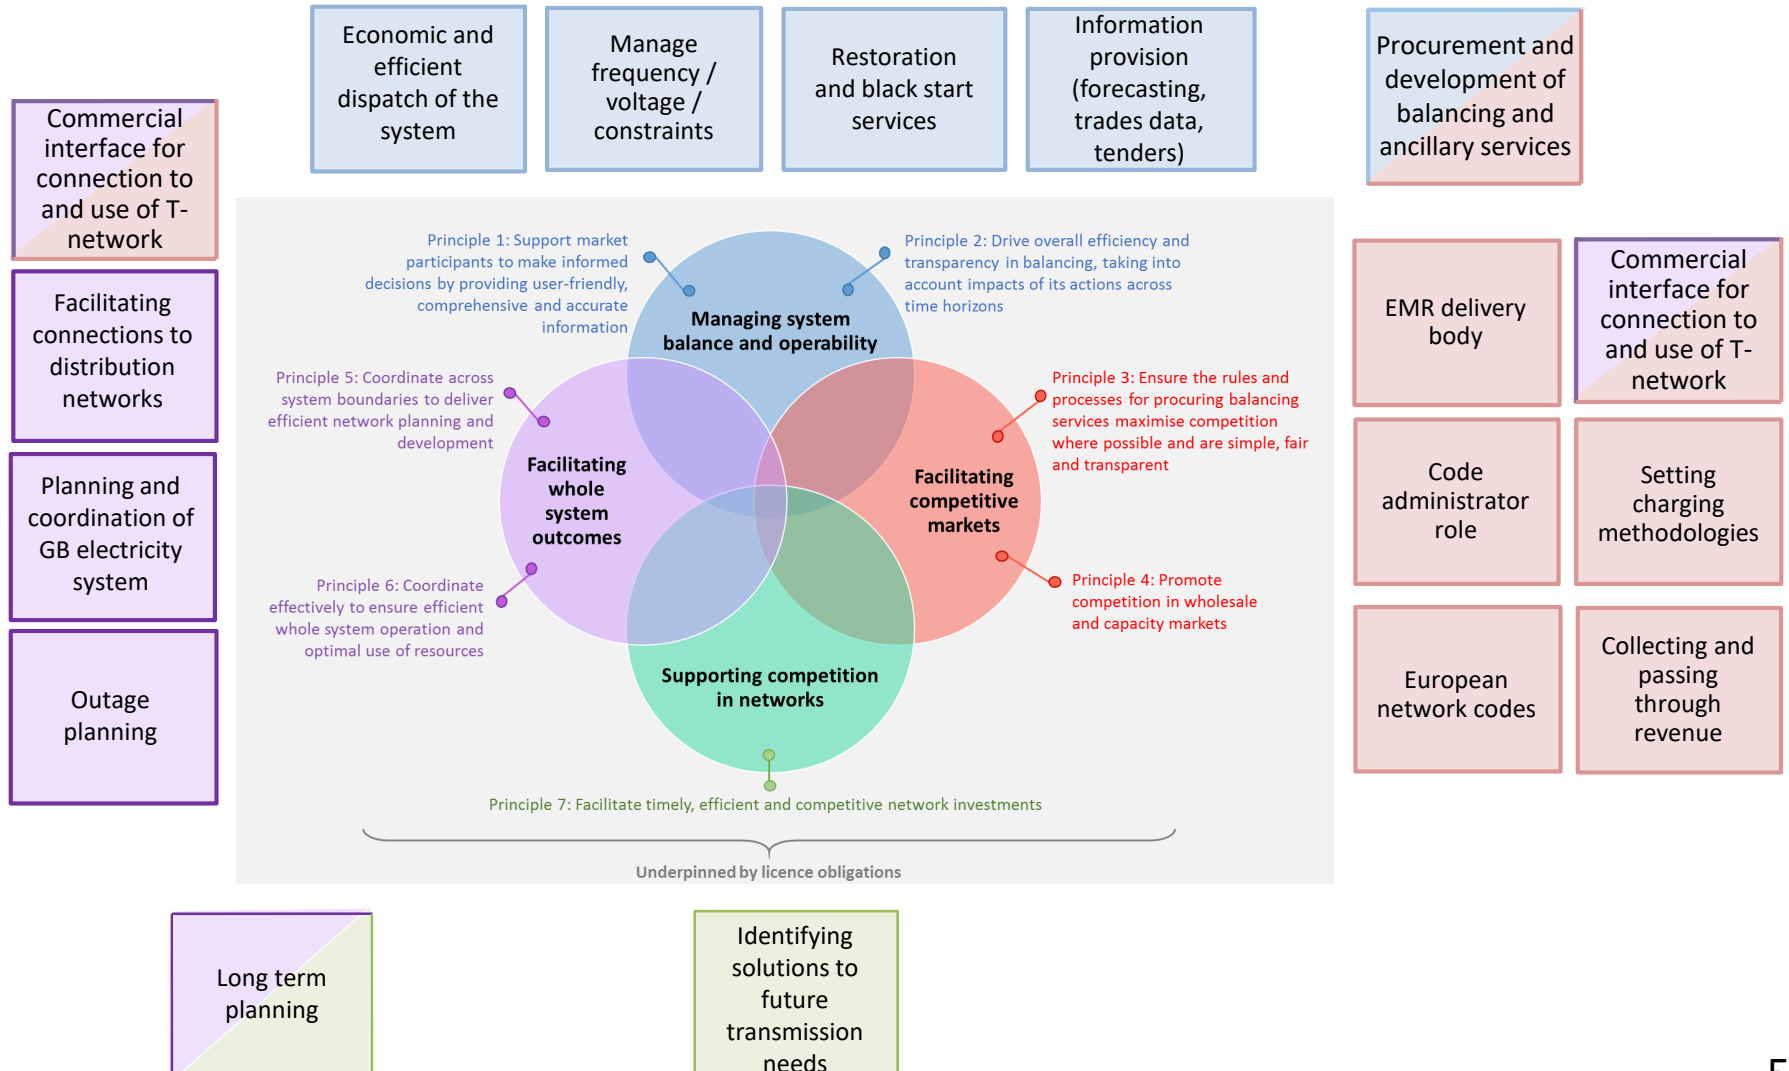 Economic and
efficient
dispatch of the
system
Manage
frequency /
voltage /
constraints
Restoration
and black start
services
Information
provision
(forecasting,
trades data,
tenders)
Procurement and
development of
balancing and
ancillary services
Commercial
interface for
connection to
and use of T-
network
Facilitating
connections to
distribution
networks
Planning and
coordination of
GB electricity
system
Outage
planning
Principle 1: Support market
participants to make informed
decisions by providing user-friendly,
comprehensive and accurate
information
Principle 2: Drive overall efficiency and
transparency in balancing, taking into
account impacts of its actions across
time horizons
Managing system
balance and operability
Principle 5: Coordinate across
system boundaries to deliver
efficient network planning and
development
Principle 3: Ensure the rules and
processes for procuring balancing
services maximise competition
where possible and are simple, fair
and transparent
Facilitating
whole
system
outcomes
Facilitating
competitive
markets
Principle 6: Coordinate
effectively to ensure efficient
whole system operation and
optimal use of resources
Principle 4: Promote
competition in wholesale
and capacity markets
Supporting competition
in networks
Principle 7: Facilitate timely, efficient and competitive network investments
Underpinned by licence obligations
EMR delivery
body
Commercial
interface for
connection to
and use of T-
network
Code
administrator
role
Setting
charging
methodologies
European
network codes
Collecting and
passing
through
revenue
Long term
planning
Identifying
solutions to
future
transmission
needs